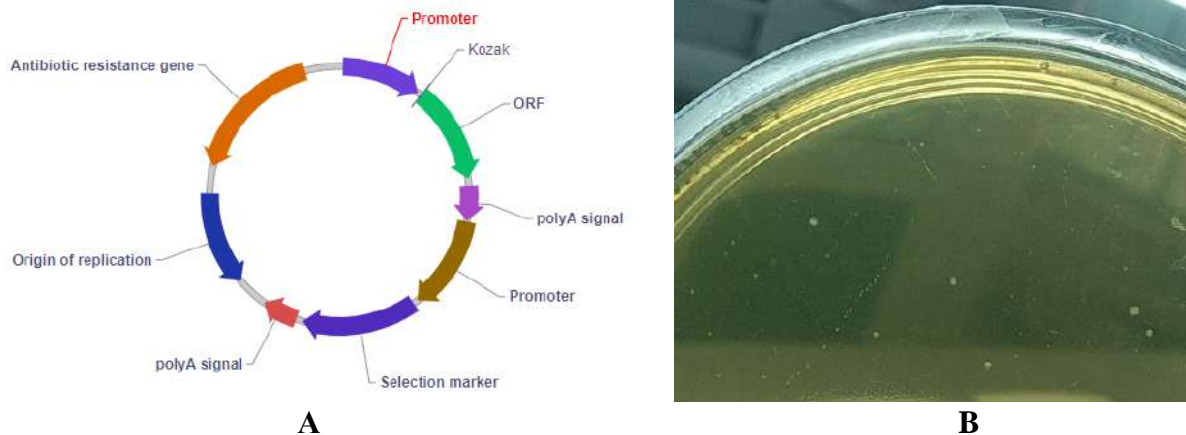 Promoter
Kozak
Antibiotic resistance gene
ORF
polyA signal
Origin of replication
Promoter
polyA signal
Selection marker
A
B